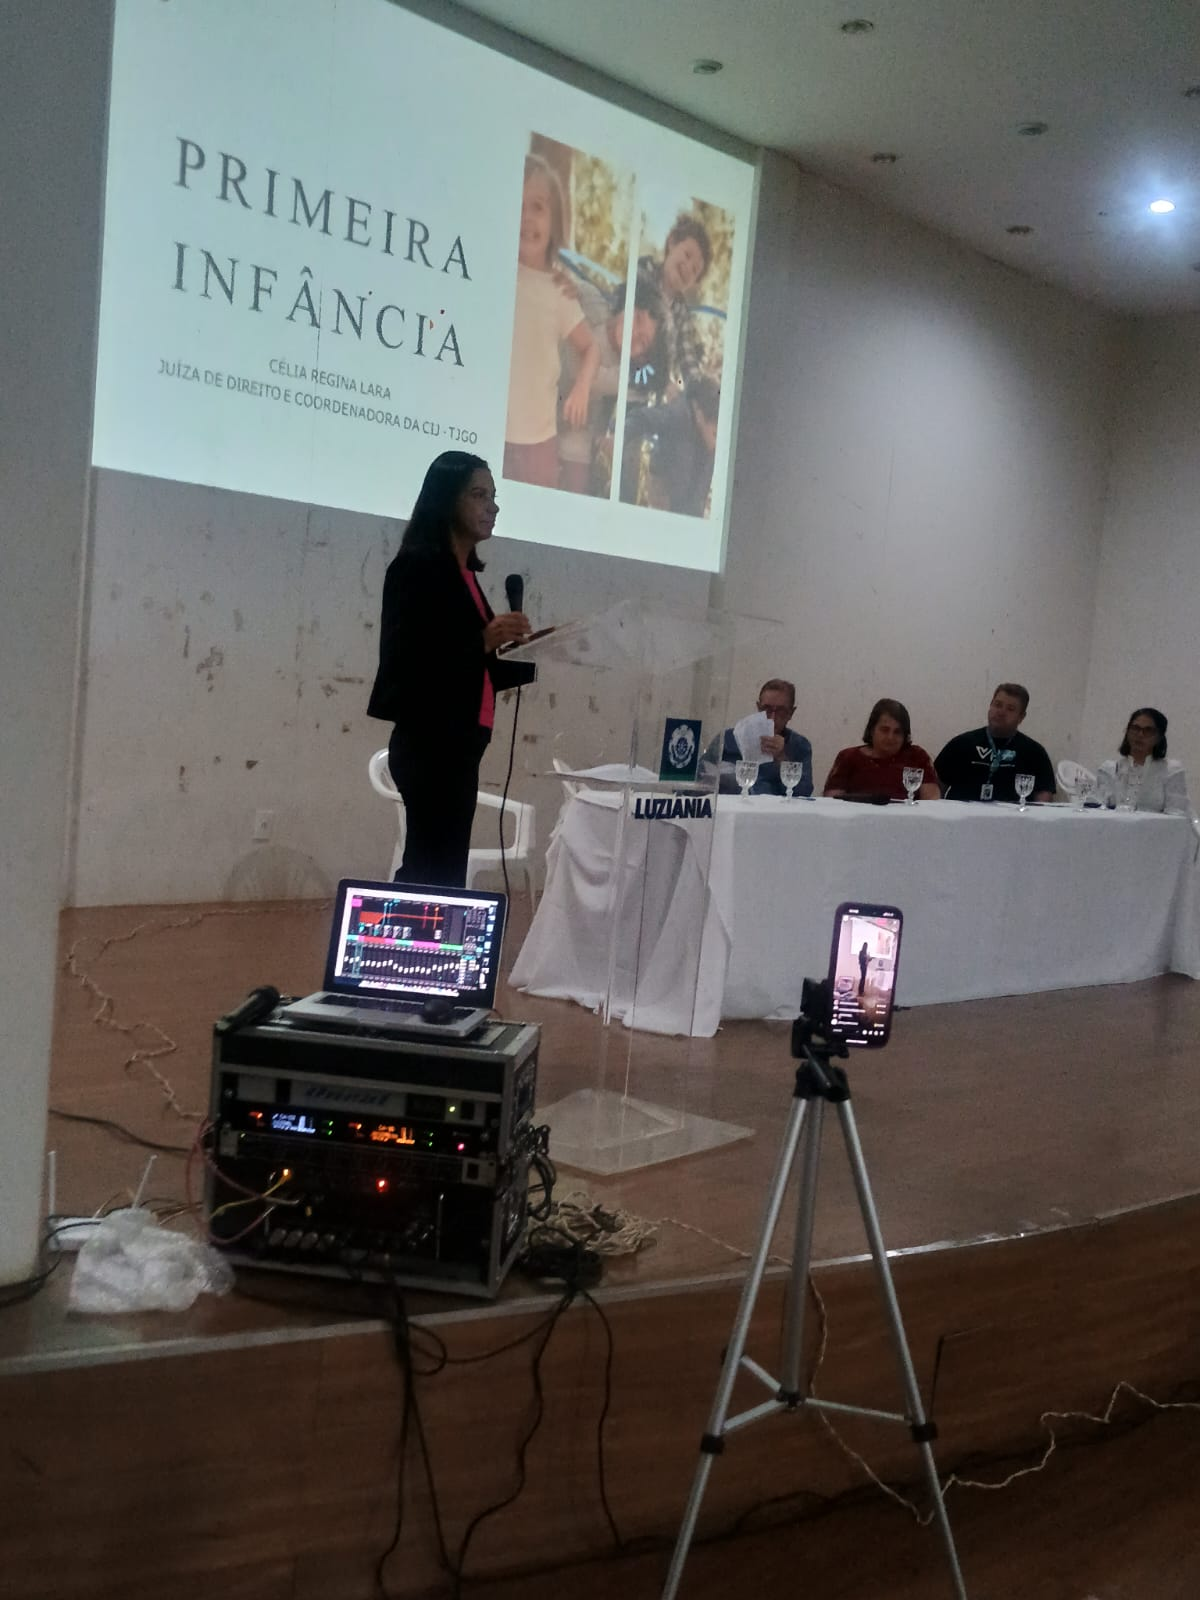 PRIMEIRA
INFÂNCIA
CÉLIA REGINA LARA
JUÍZA DE DIREITO E COORDENADORA DA CIJ - TJGO
LUZIÂNIA